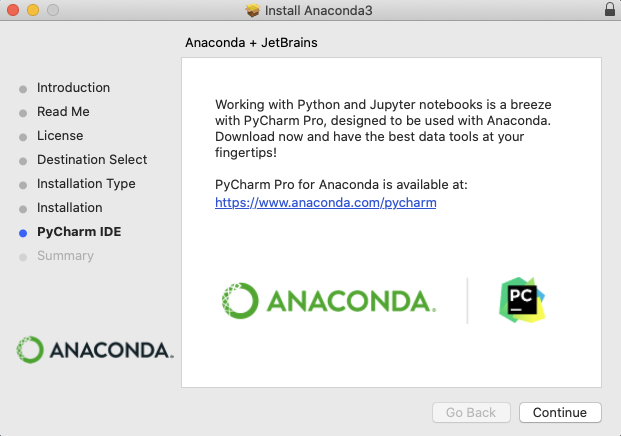 Install Anaconda3
Anaconda + JetBrains
Introduction
Read Me
License
Destination Select
Installation Type
Installation
PyCharm IDE
Summary
ANACONDA.
Working with Python and Jupyter notebooks is a breeze
with PyCharm Pro, designed to be used with Anaconda.
Download now and have the best data tools at your
fingertips!
PyCharm Pro for Anaconda is available at:
https://www.anaconda.com/pycharm
ANACONDA.
PC
Go Back
Continue